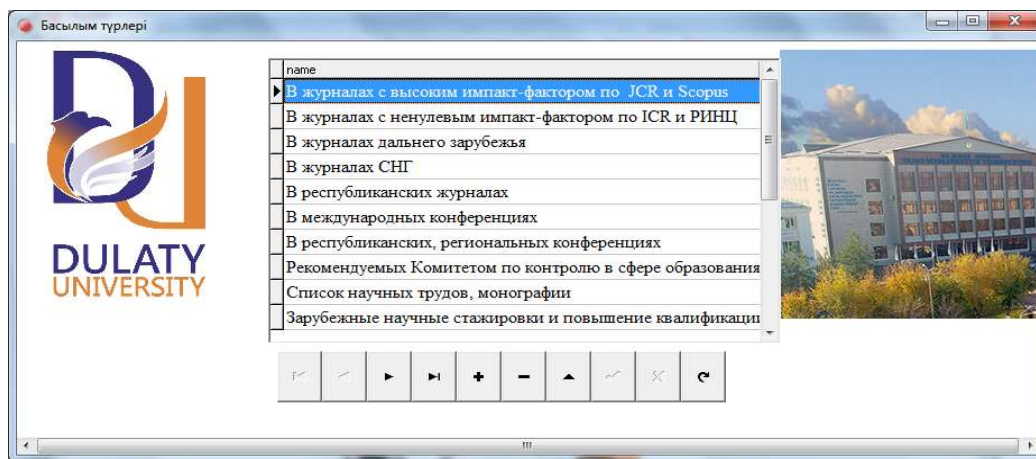 Басылым түрлері
DULATY
UNIVERSITY
name
В журналах с высоким импакт-фактором по JCR и Scopus
В журналах с ненулевым импакт-фактором по ICR и РИНЦ
В журналах дальнего зарубежья
В журналах СНГ
В республиканских журналах
В международных конференциях
В республиканских, региональных конференциях
Рекомендуемых Комитетом по контролю в сфере образования
Список научных трудов, монографии
Зарубежные научные стажировки и повышение квалификации